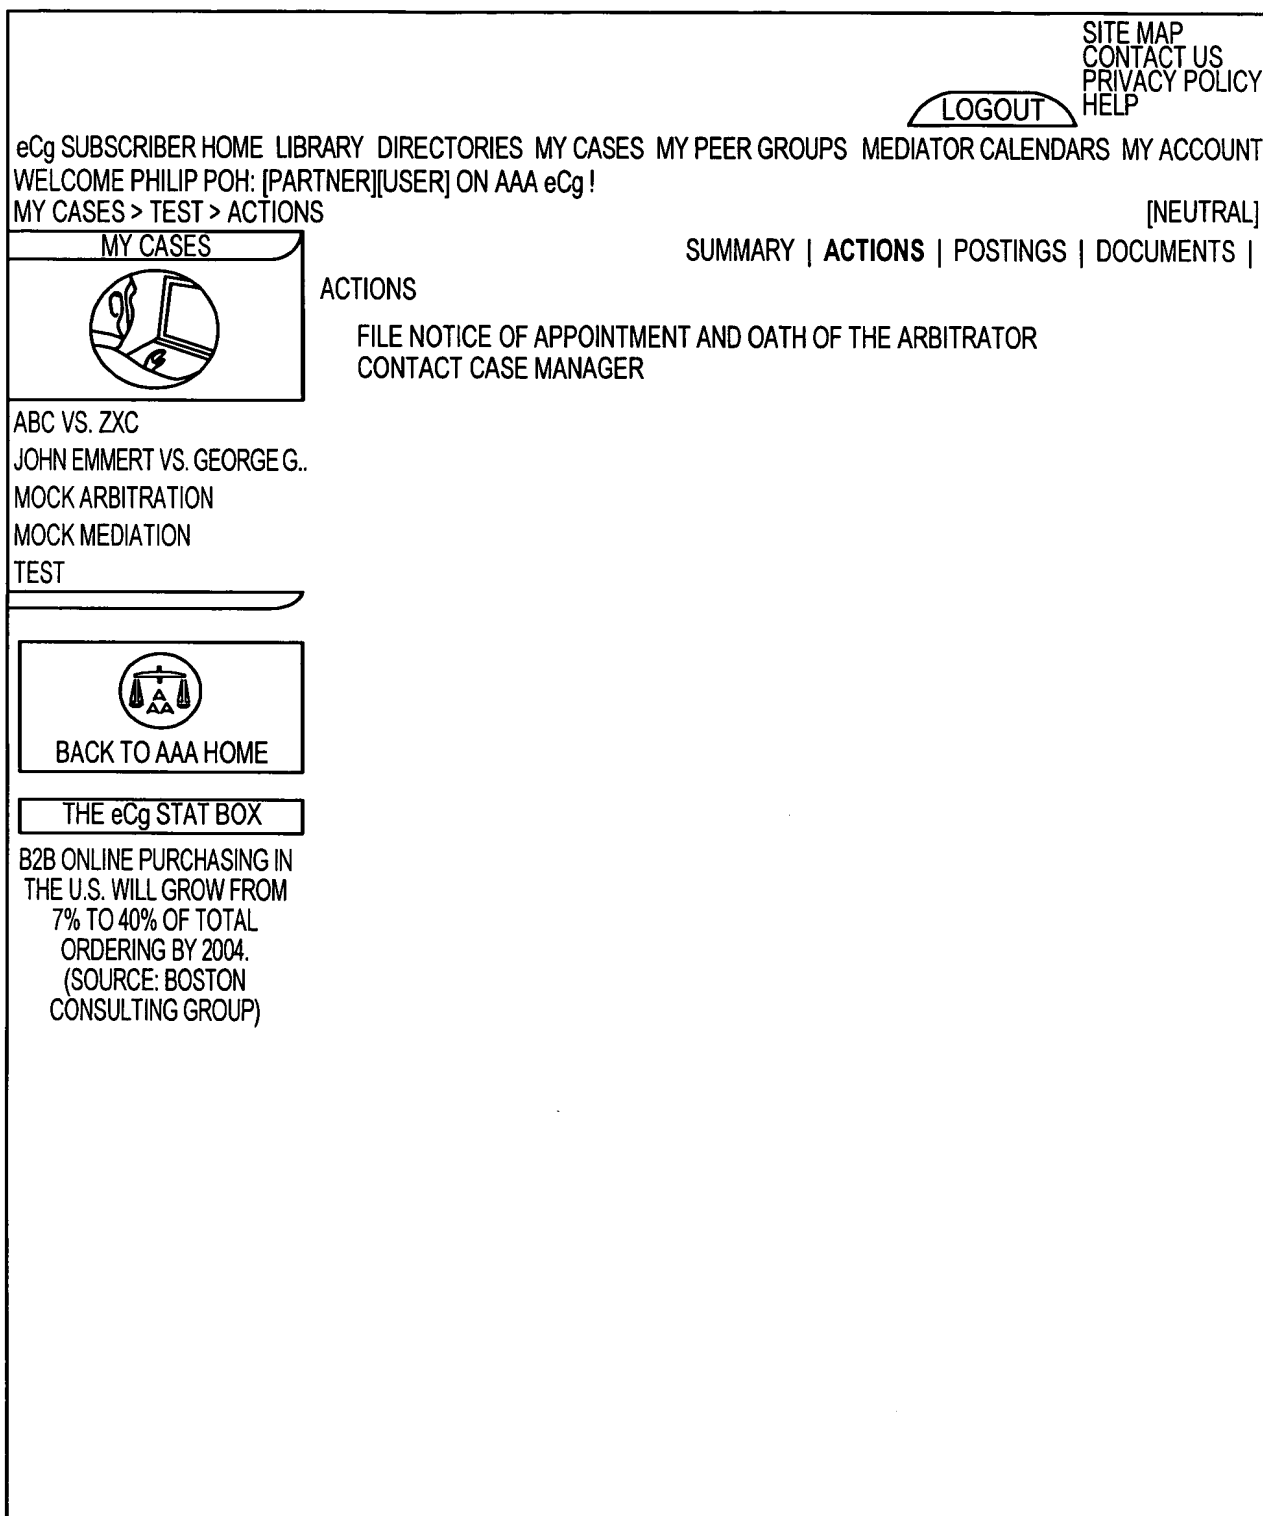 SITE MAP
CONTACT US
PRIVACY POLICY
HELP
LOGOUT
eCg SUBSCRIBER HOME LIBRARY DIRECTORIES MY CASES MY PEER GROUPS MEDIATOR CALENDARS MY ACCOUNT
WELCOME PHILIP POH: [PARTNER][USER] ON AAA eCg !
MY CASES > TEST > ACTIONS [NEUTRAL]
MY CASES
SUMMARY | ACTIONS | POSTINGS | DOCUMENTS |
ACTIONS
FILE NOTICE OF APPOINTMENT AND OATH OF THE ARBITRATOR
CONTACT CASE MANAGER
ABC VS. ZXC
JOHN EMMERT VS. GEORGE G..
MOCK ARBITRATION
MOCK MEDIATION
TEST
A
AA
BACK TO AAA HOME
THE eCg STAT BOX
B2B ONLINE PURCHASING IN
THE U.S. WILL GROW FROM
7% TO 40% OF TOTAL
ORDERING BY 2004.
(SOURCE: BOSTON
CONSULTING GROUP)